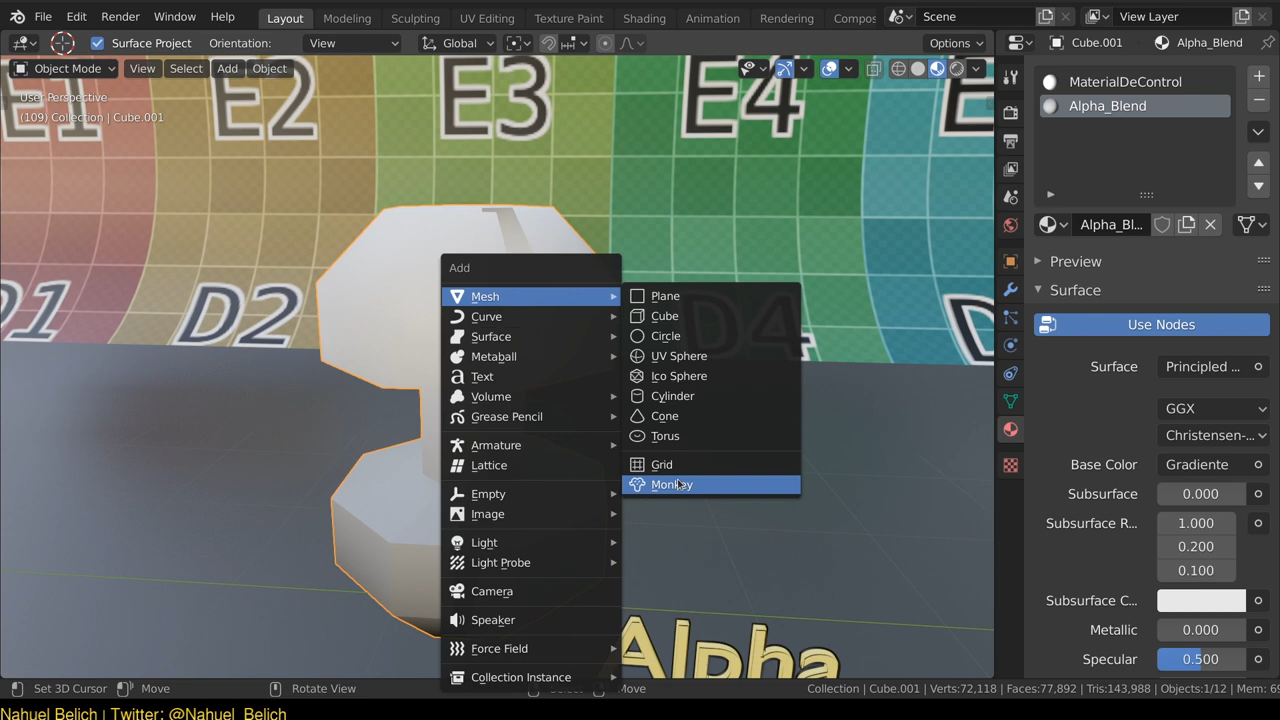 File Edit Render Window Help Layout Modeling Sculpting UV Editing Texture Paint Shading Animation Rendering Compos Scene View Layer
Surface Project Orientation: View Global Options Cube.001 Alpha_Blend
Object Mode View Select Add Object
User Perspective
(109) Collection | Cube.001
E1 E2 E3 E4
D1 D2 D4
Add
Mesh
Curve
Surface
Metaball
Text
Volume
Grease Pencil
Armature
Lattice
Empty
Image
Light
Light Probe
Camera
Speaker
Force Field
Collection Instance
Plane
Cube
Circle
UV Sphere
Ico Sphere
Cylinder
Cone
Torus
Grid
Monkey
Alpha
MaterialDeControl
Alpha_Blend
Alpha_Bl...
Preview
Surface
Use Nodes
Surface Principled ...
GGX
Christensen-...
Base Color Gradiente
Subsurface 0.000
Subsurface R... 1.000
0.200
0.100
Subsurface C...
Metallic 0.000
Specular 0.500
Set 3D Cursor Move Rotate View Select Move Collection | Cube.001 | Verts:72,118 | Faces:77,892 | Tris:143,988 | Objects:1/12 | Mem: 69
Nahuel Belich | Twitter: @Nahuel_Belich